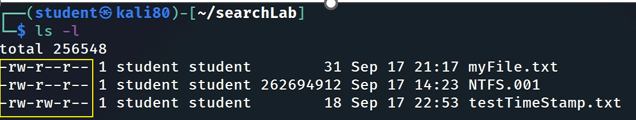 ┌──(student㉿kali80)-[~/searchLab]
└─$ ls -l
total 256548
-rw-r--r-- 1 student student        31 Sep 17 21:17 myFile.txt
-rw-r--r-- 1 student student 262694912 Sep 17 14:23 NTFS.001
-rw-rw-r-- 1 student student        18 Sep 17 22:53 testTimeStamp.txt